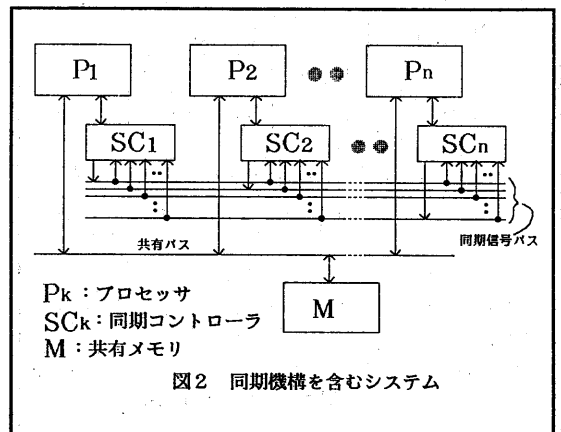 P1 P2 Pn
SC1 SC2 SCn
共有バス
同期信号バス
Pk：プロセッサ
SCk：同期コントローラ
M：共有メモリ
M
図2 同期機構を含むシステム